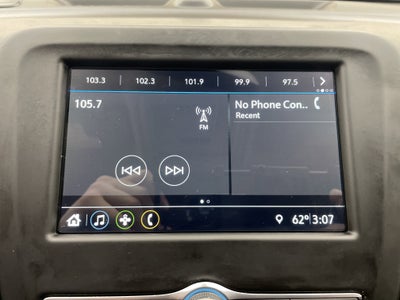 103.3 102.3 101.9 99.9 97.5
105.7
FM
No Phone Con..
Recent
62° 3:07